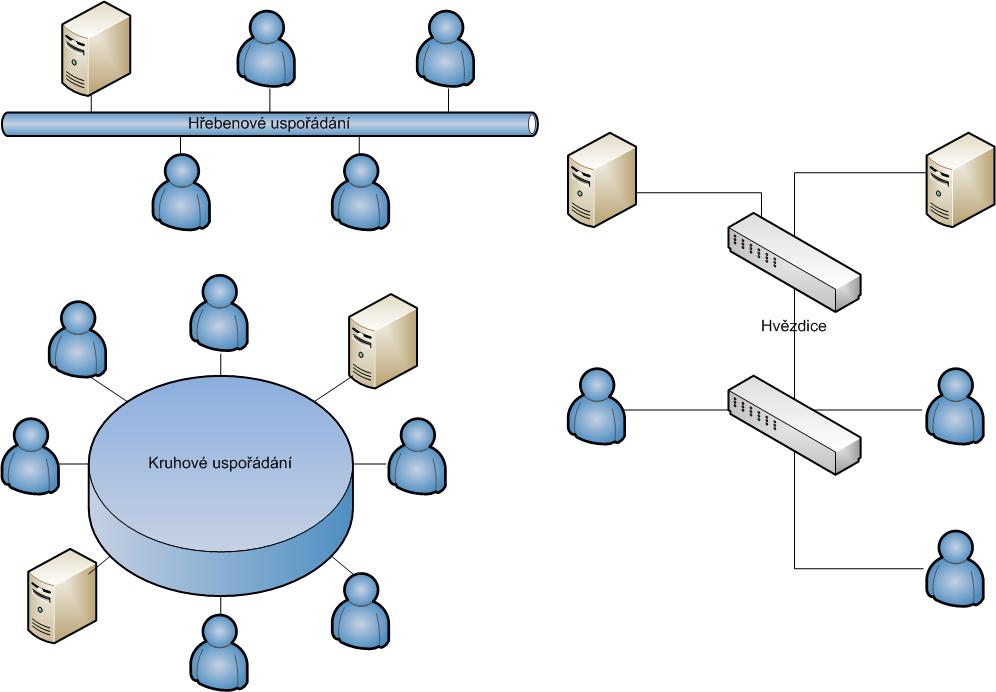 Hřebenové uspořádání
Hvězdice
Kruhové uspořádání